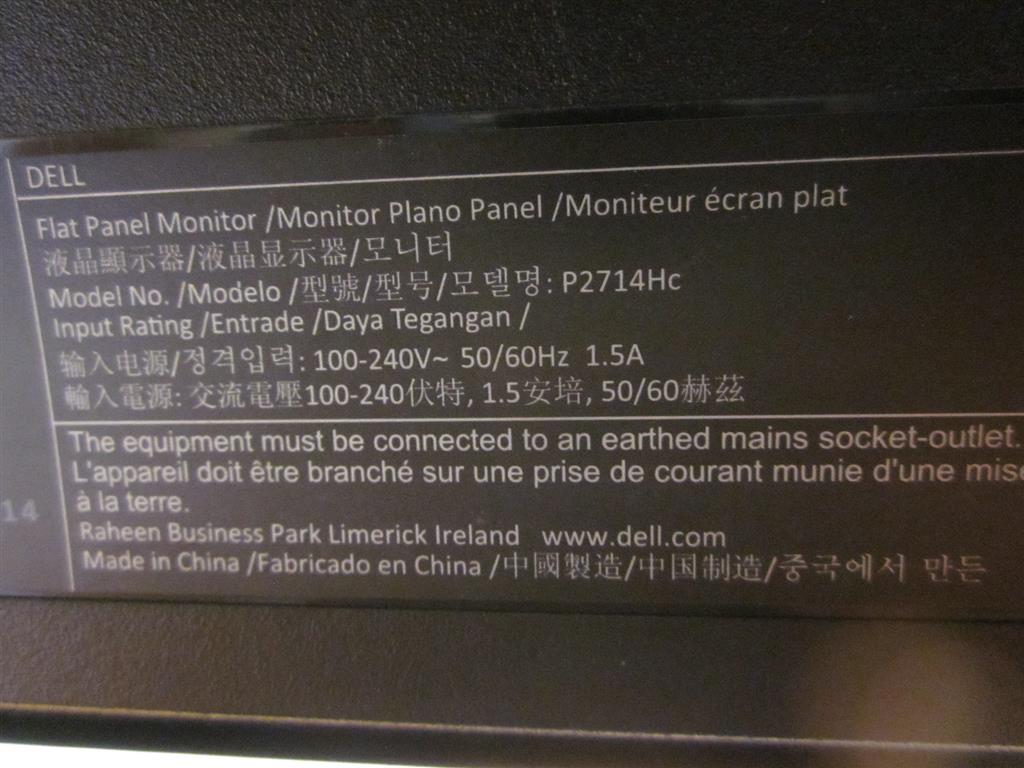 DELL
Flat Panel Monitor /Monitor Plano Panel /Moniteur écran plat
液晶顯示器/液晶显示器/모니터
Model No. /Modelo /型號/型号/모델명: P2714Hc
Input Rating /Entrade /Daya Tegangan /
输入电源/정격입력: 100-240V~ 50/60Hz 1.5A
輸入電源: 交流電壓100-240伏特, 1.5安培, 50/60赫茲
The equipment must be connected to an earthed mains socket-outlet.
L'appareil doit être branché sur une prise de courant munie d'une mise
à la terre.
14
Raheen Business Park Limerick Ireland www.dell.com
Made in China /Fabricado en China /中國製造/中国制造/중국에서 만든